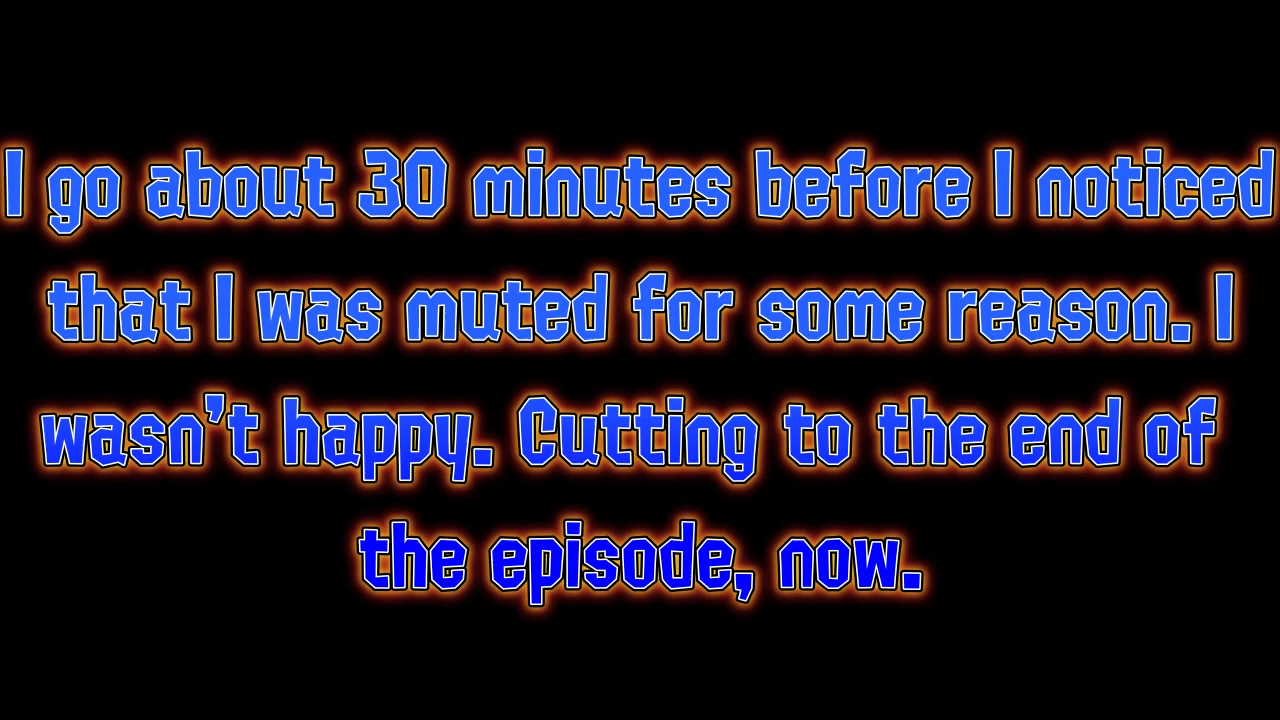 I go about 30 minutes before I noticed
that I was muted for some reason. I
wasn't happy. Cutting to the end of
the episode, now.